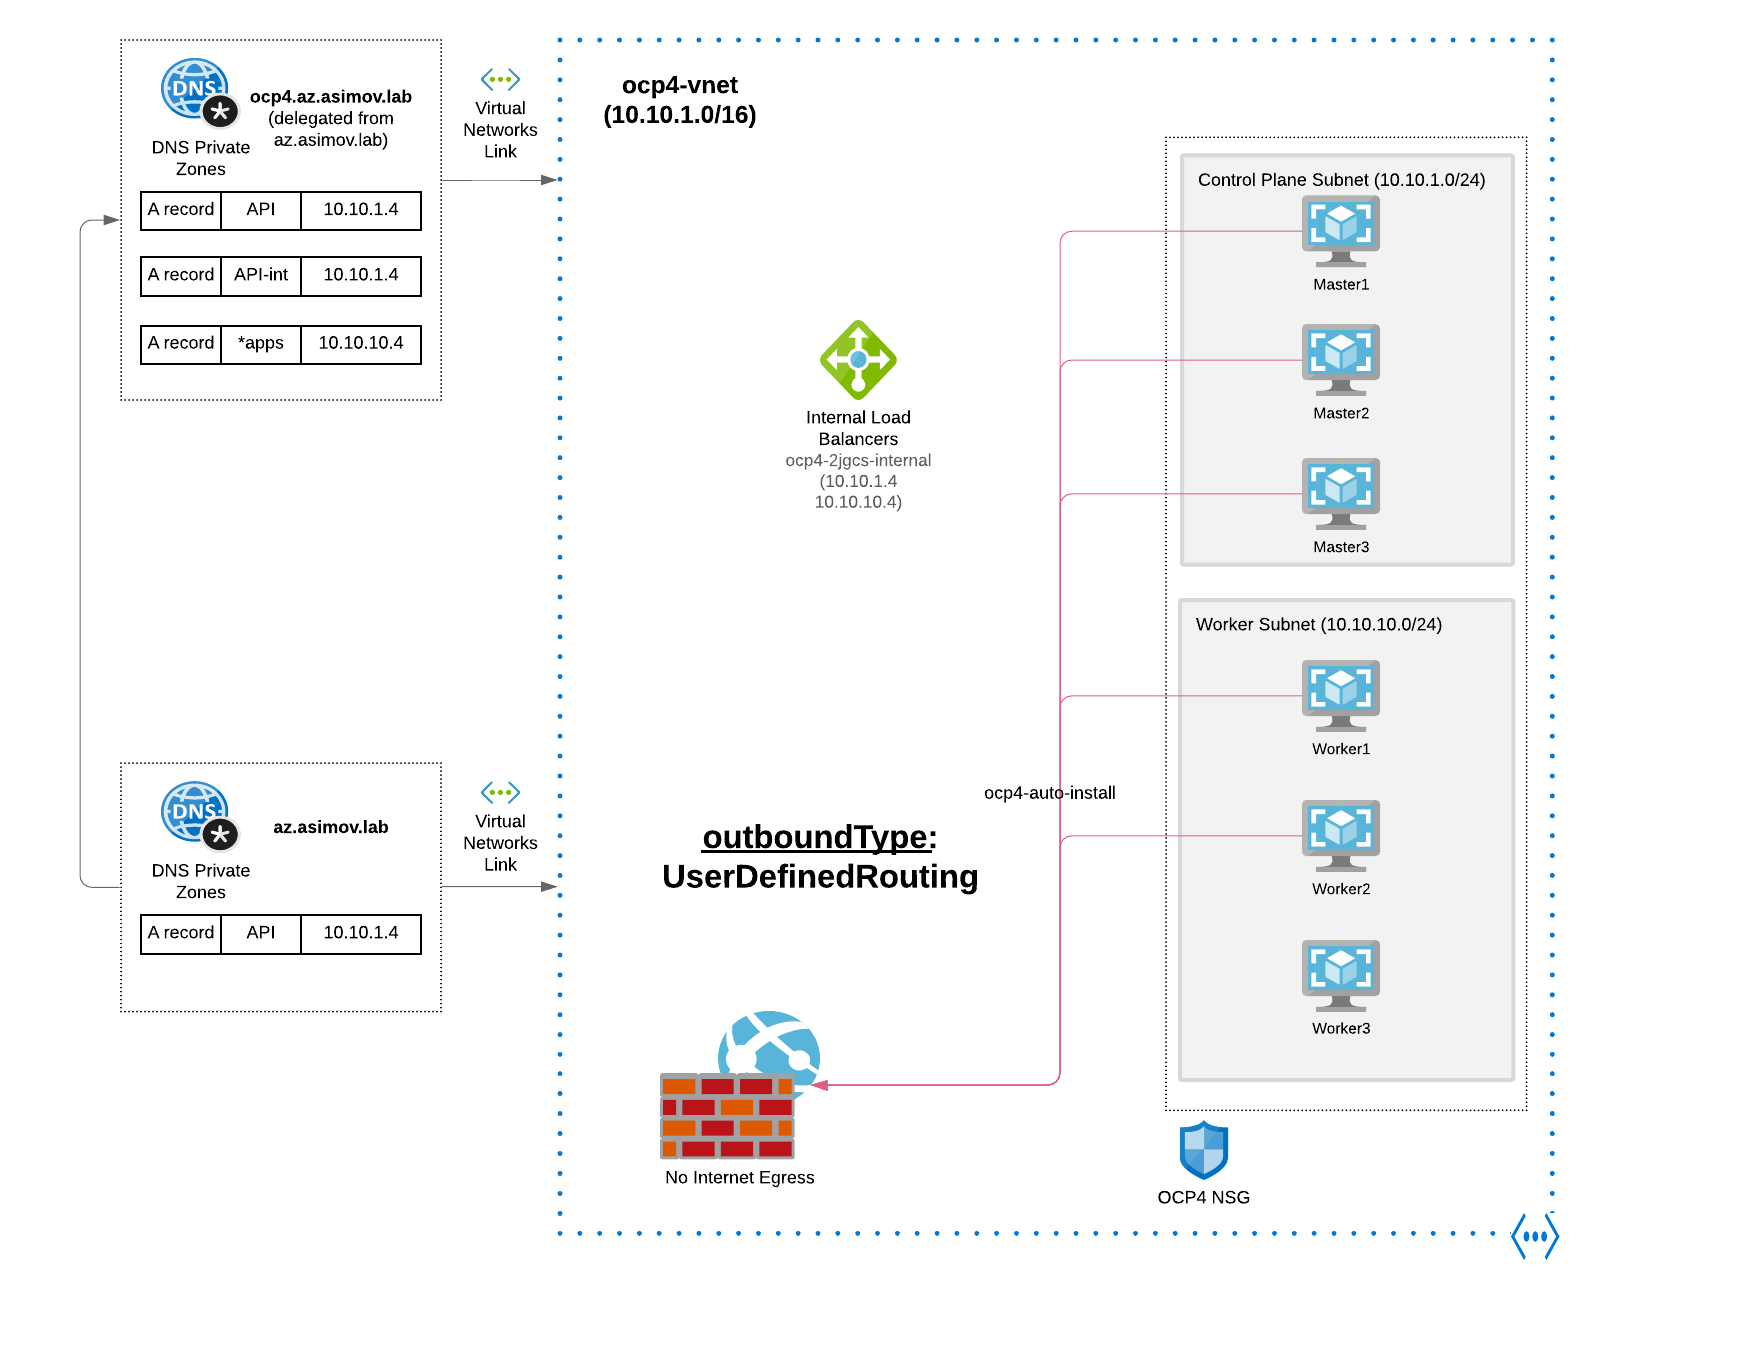 DNS
ocp4.az.asimov.lab
(delegated from
az.asimov.lab)
DNS Private
Zones
A record API 10.10.1.4
A record API-int 10.10.1.4
A record *apps 10.10.10.4
Virtual
Networks
Link
ocp4-vnet
(10.10.1.0/16)
Internal Load
Balancers
ocp4-2jgcs-internal
(10.10.1.4
10.10.10.4)
Control Plane Subnet (10.10.1.0/24)
Master1
Master2
Master3
Worker Subnet (10.10.10.0/24)
Worker1
Worker2
Worker3
DNS
az.asimov.lab
DNS Private
Zones
A record API 10.10.1.4
Virtual
Networks
Link
ocp4-auto-install
outboundType:
UserDefinedRouting
No Internet Egress
OCP4 NSG